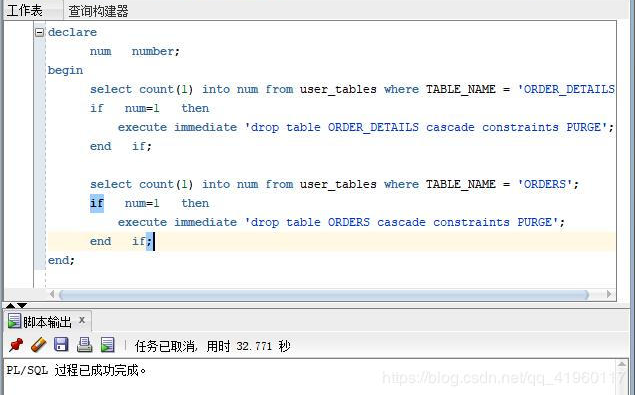 工作表 查询构建器
declare
num number;
begin
select count(1) into num from user_tables where TABLE_NAME = 'ORDER_DETAILS
if num=1 then
execute immediate 'drop table ORDER_DETAILS cascade constraints PURGE';
end if;
select count(1) into num from user_tables where TABLE_NAME = 'ORDERS';
if num=1 then
execute immediate 'drop table ORDERS cascade constraints PURGE';
end if;
end;
脚本输出 x
任务已取消, 用时 32.771 秒
PL/SQL 过程已成功完成。
https://blog.csdn.net/qq_41960117